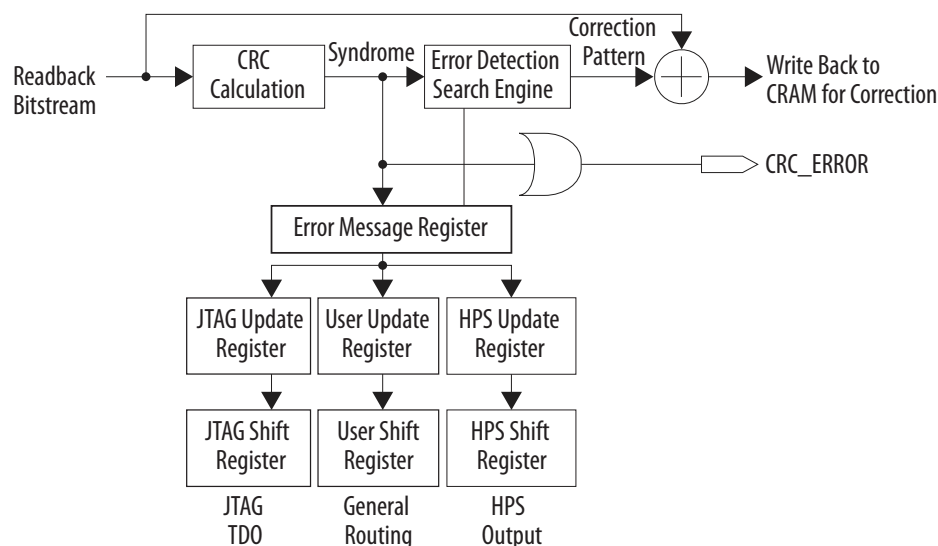 Readback
Bitstream
CRC
Calculation
Syndrome
Error Detection
Search Engine
Correction
Pattern
Write Back to
CRAM for Correction
CRC_ERROR
Error Message Register
JTAG Update
Register
User Update
Register
HPS Update
Register
JTAG Shift
Register
User Shift
Register
HPS Shift
Register
JTAG
TDO
General
Routing
HPS
Output